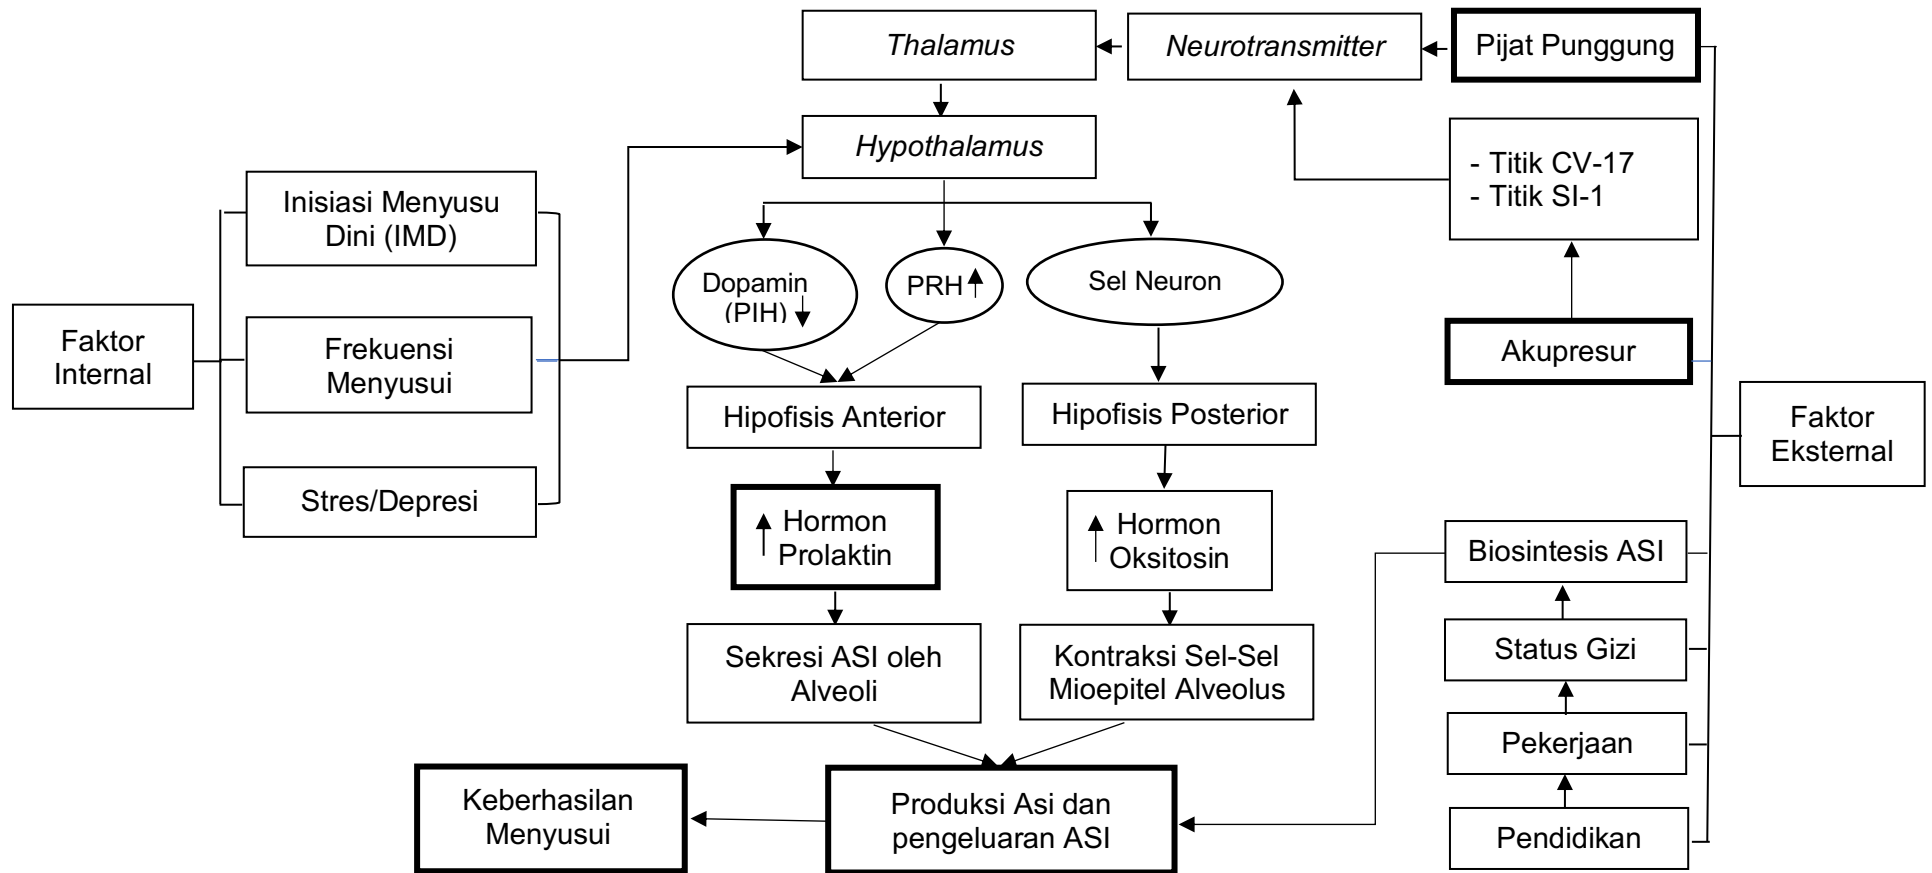 Thalamus
Neurotransmitter
Pijat Punggung
Hypothalamus
- Titik CV-17
- Titik SI-1
Inisiasi Menyusu
Dini (IMD)
Dopamin
(PIH)
PRH
Sel Neuron
Faktor
Internal
Frekuensi
Menyusui
Akupresur
Hipofisis Anterior
Hipofisis Posterior
Faktor
Eksternal
Stres/Depresi
Hormon
Prolaktin
Hormon
Oksitosin
Biosintesis ASI
Sekresi ASI oleh
Alveoli
Kontraksi Sel-Sel
Mioepitel Alveolus
Status Gizi
Pekerjaan
Keberhasilan
Menyusui
Produksi Asi dan
pengeluaran ASI
Pendidikan